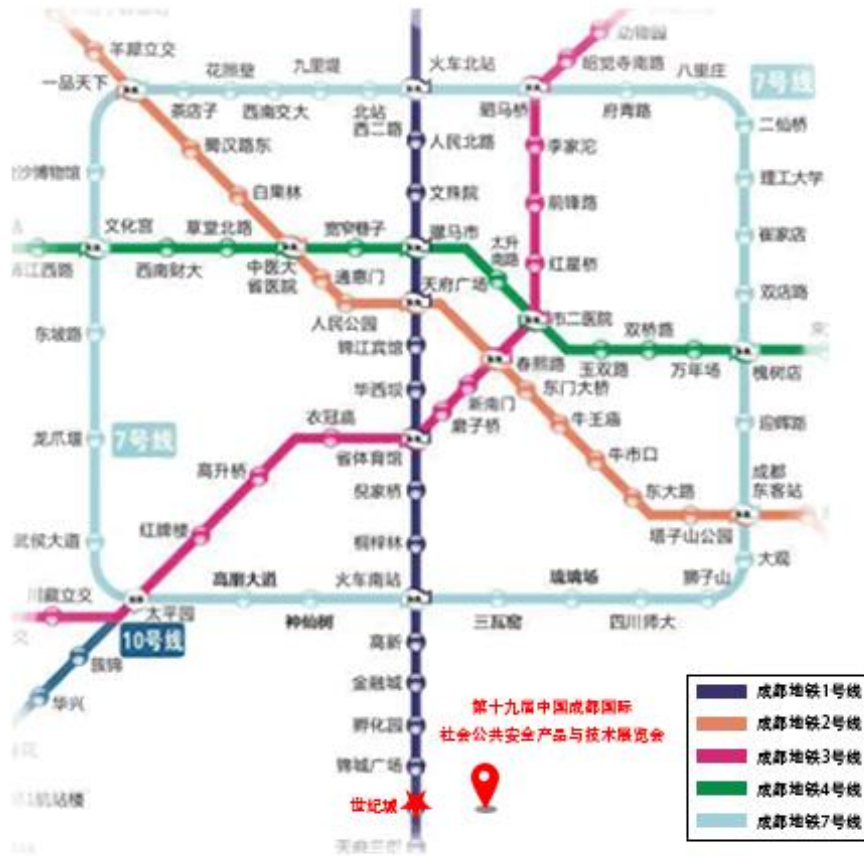 动物园
羊犀立交
花照壁
九里堤
火车北站
昭觉寺南路
八里庄
一品天下
7号线
茶店子
西南交大
北站
西二路
驷马桥
府青路
二仙桥
蜀汉路东
人民北路
李家沱
沙博物馆
白果林
文殊院
前锋路
理工大学
文化宫
草堂北路
宽窄巷子
骡马市
太升
南路
崔家店
江西路
西南财大
中医大
省医院
通惠门
天府广场
红星桥
双店路
人民公园
市二医院
双桥路
东坡路
锦江宾馆
春熙路
玉双路
万年场
槐树店
华西坝
东门大桥
新南门
磨子桥
衣冠庙
牛王庙
迎晖路
龙爪堰
7号线
省体育馆
高升桥
牛市口
成都
东客站
倪家桥
东大路
红牌楼
塔子山公园
武侯大道
桐梓林
大观
川藏立交
高朋大道
火车南站
琉璃场
狮子山
太平园
神仙树
三瓦窑
四川师大
10号线
高新
簇锦
金融城
华兴
第十九届中国成都国际
社会公共安全产品与技术展览会
孵化园
锦城广场
1航站楼
世纪城
成都地铁1号线
成都地铁2号线
成都地铁3号线
成都地铁4号线
成都地铁7号线